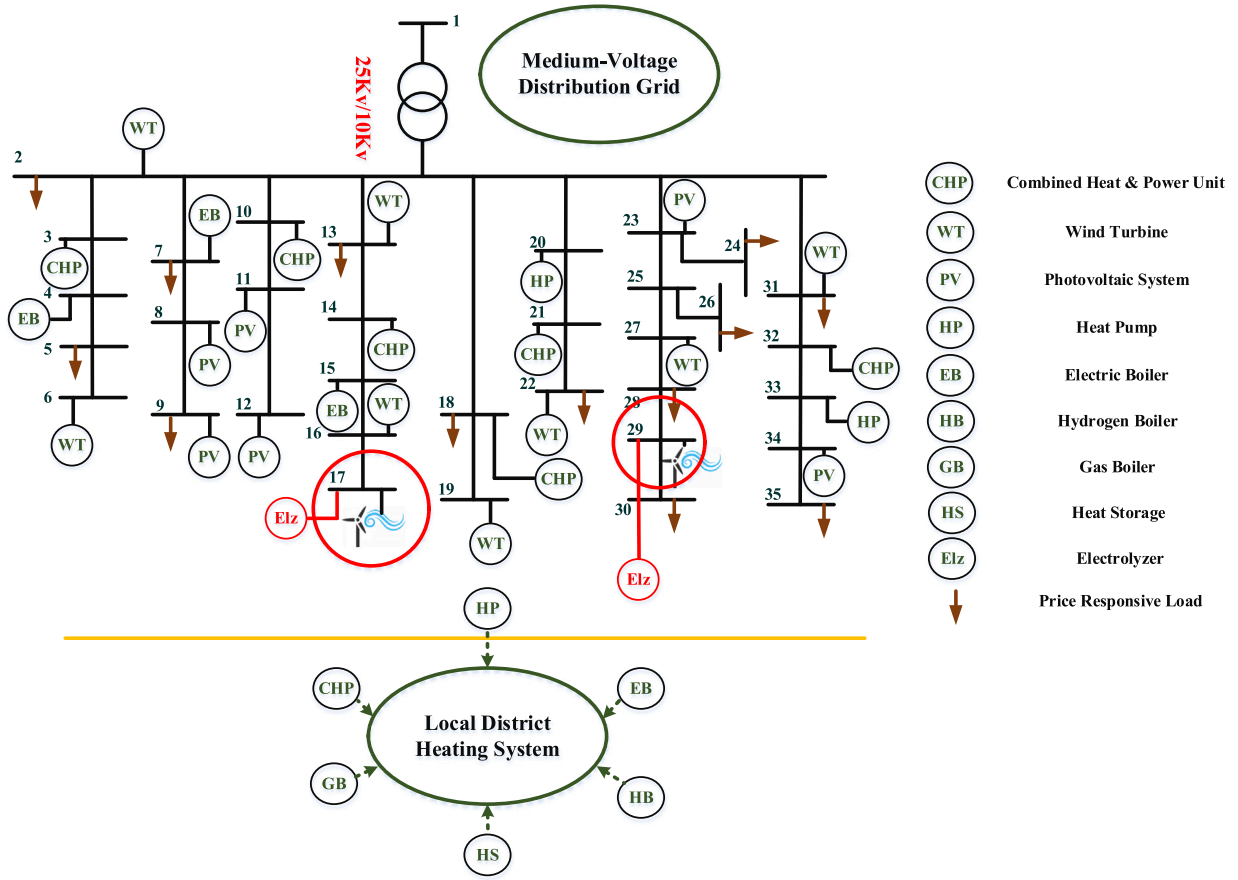 1
Medium-Voltage
Distribution Grid
25Kv/10Kv
WT
2
3
CHP
4
EB
5
6
WT
EB
7
8
PV
9
PV
10
CHP
11
PV
12
PV
WT
13
14
CHP
15
EB
WT
16
17
Elz
18
CHP
19
WT
20
HP
21
CHP
22
WT
PV
23
24
25
26
27
WT
28
29
30
Elz
WT
31
32
CHP
33
HP
34
PV
35
CHP Combined Heat & Power Unit
WT Wind Turbine
PV Photovoltaic System
HP Heat Pump
EB Electric Boiler
HB Hydrogen Boiler
GB Gas Boiler
HS Heat Storage
Elz Electrolyzer
Price Responsive Load
HP
CHP
EB
Local District
Heating System
GB
HB
HS